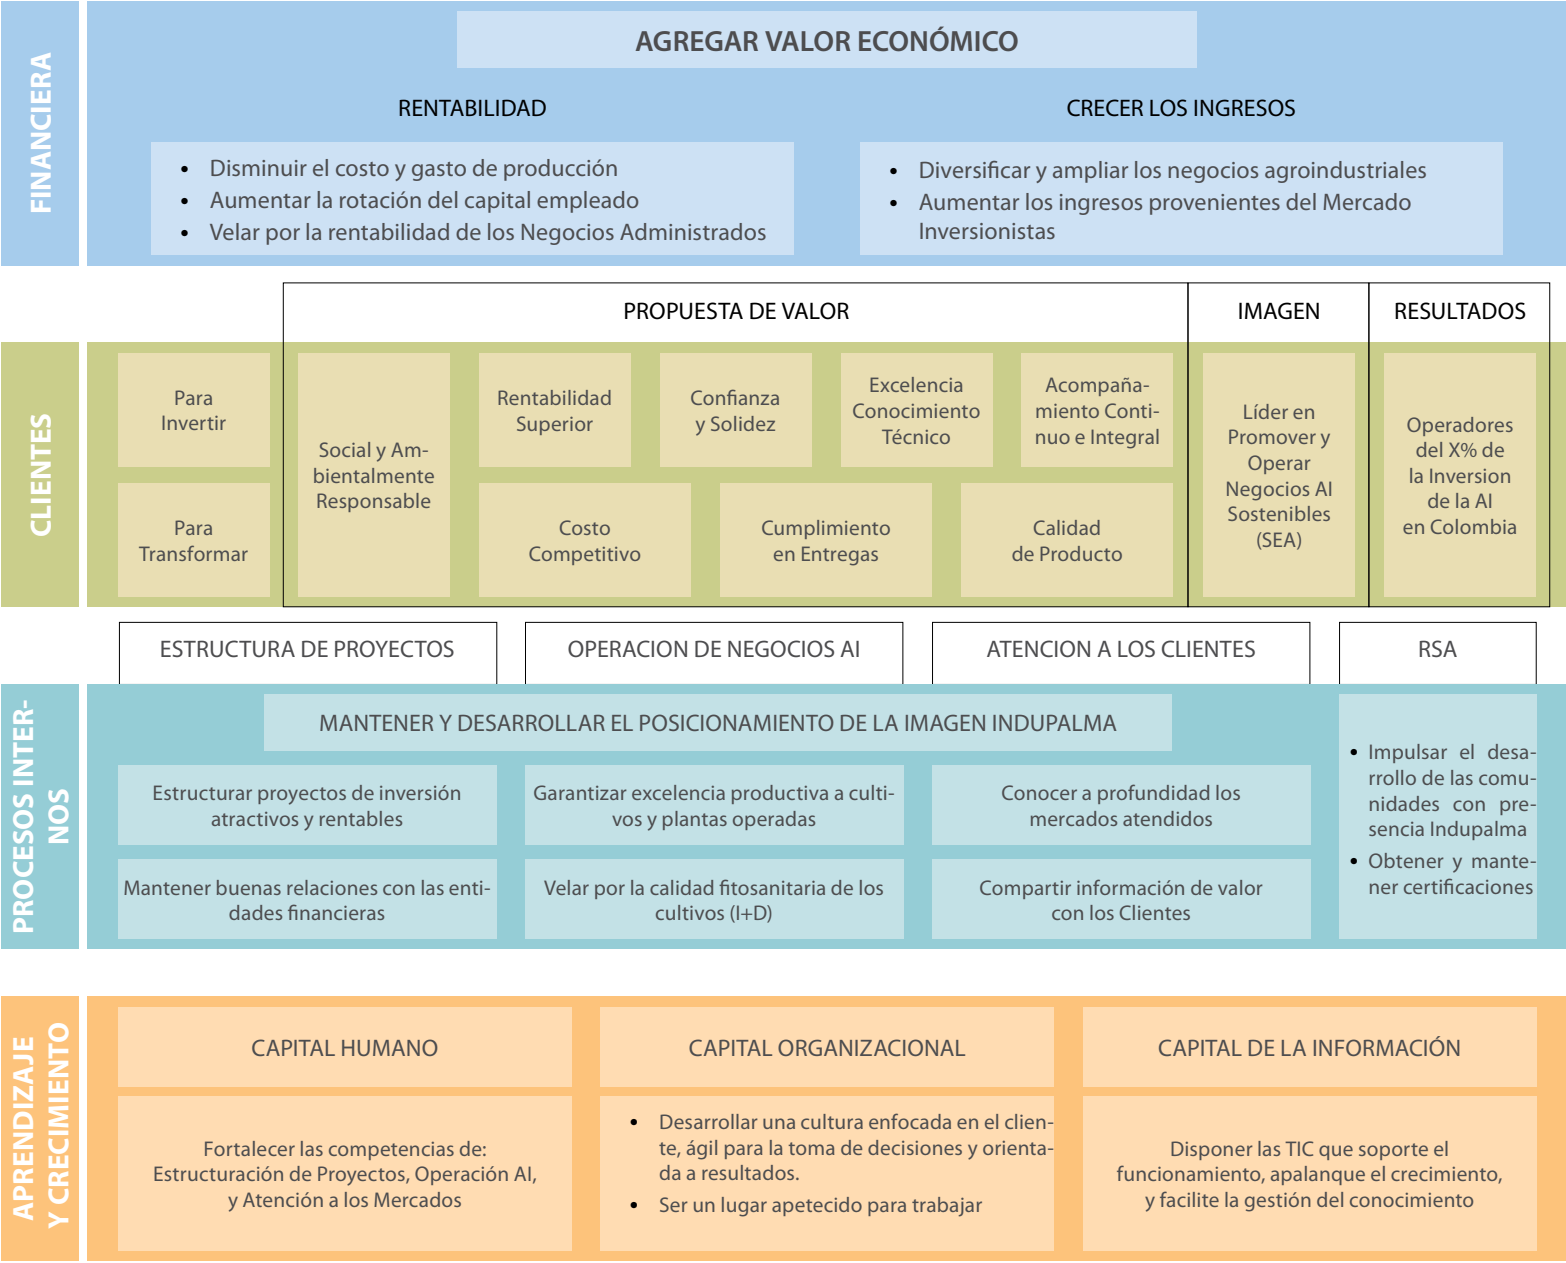 FINANCIERA
AGREGAR VALOR ECONÓMICO
RENTABILIDAD
• Disminuir el costo y gasto de producción
• Aumentar la rotación del capital empleado
• Velar por la rentabilidad de los Negocios Administrados
CRECER LOS INGRESOS
• Diversificar y ampliar los negocios agroindustriales
• Aumentar los ingresos provenientes del Mercado
Inversionistas
PROPUESTA DE VALOR
IMAGEN
RESULTADOS
CLIENTES
Para
Invertir
Para
Transformar
Social y Am-
bientalmente
Responsable
Rentabilidad
Superior
Confianza
y Solidez
Excelencia
Conocimiento
Técnico
Acompaña-
miento Conti-
nuo e Integral
Costo
Competitivo
Cumplimiento
en Entregas
Calidad
de Producto
Líder en
Promover y
Operar
Negocios AI
Sostenibles
(SEA)
Operadores
del X% de
la Inversion
de la AI
en Colombia
ESTRUCTURA DE PROYECTOS
OPERACION DE NEGOCIOS AI
ATENCION A LOS CLIENTES
RSA
PROCESOS INTER-
NOS
MANTENER Y DESARROLLAR EL POSICIONAMIENTO DE LA IMAGEN INDUPALMA
Estructurar proyectos de inversión
atractivos y rentables
Garantizar excelencia productiva a culti-
vos y plantas operadas
Conocer a profundidad los
mercados atendidos
Mantener buenas relaciones con las enti-
dades financieras
Velar por la calidad fitosanitaria de los
cultivos (I+D)
Compartir información de valor
con los Clientes
• Impulsar el desa-
rrollo de las comu-
nidades con pre-
sencia Indupalma
• Obtener y mante-
ner certificaciones
APRENDIZAJE
Y CRECIMIENTO
CAPITAL HUMANO
Fortalecer las competencias de:
Estructuración de Proyectos, Operación AI,
y Atención a los Mercados
CAPITAL ORGANIZACIONAL
• Desarrollar una cultura enfocada en el clien-
te, ágil para la toma de decisiones y orienta-
da a resultados.
• Ser un lugar apetecido para trabajar
CAPITAL DE LA INFORMACIÓN
Disponer las TIC que soporte el
funcionamiento, apalanque el crecimiento,
y facilite la gestión del conocimiento